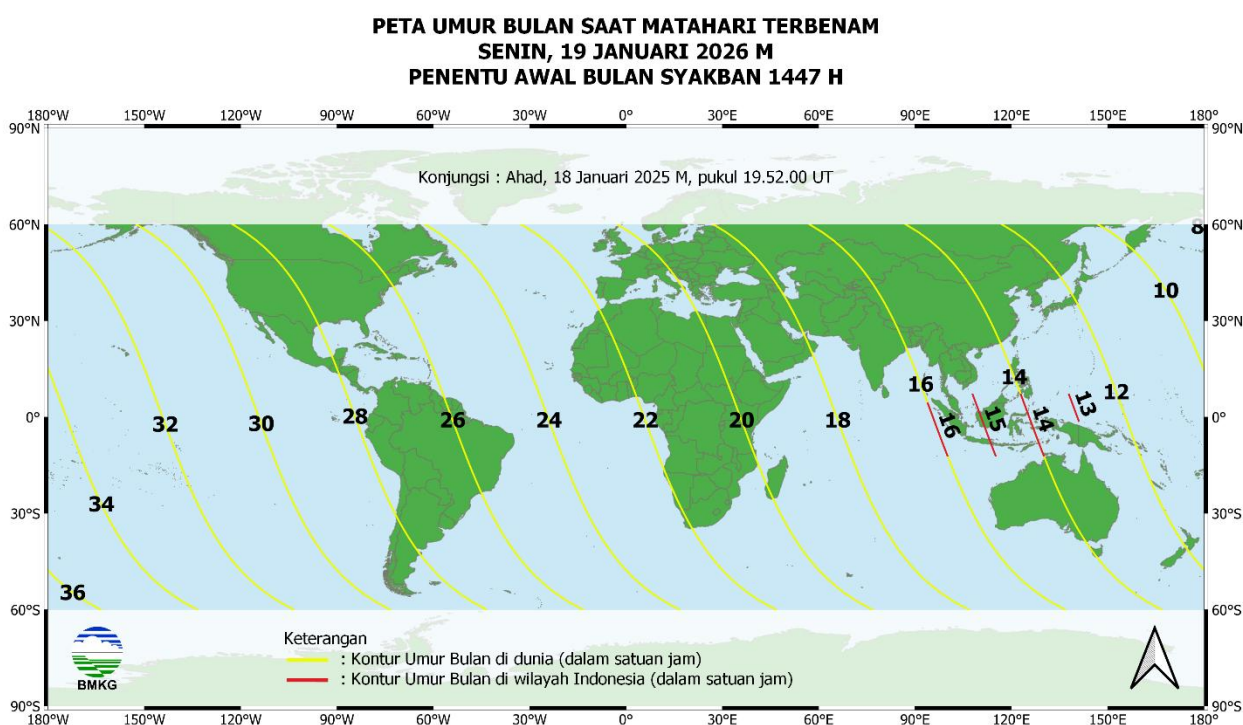 PETA UMUR BULAN SAAT MATAHARI TERBENAM
SENIN, 19 JANUARI 2026 M
PENENTU AWAL BULAN SYAKBAN 1447 H
180°W 150°W 120°W 90°W 60°W 30°W 0° 30°E 60°E 90°E 120°E 150°E 180°
90°N 90°N
Konjungsi : Ahad, 18 Januari 2025 M, pukul 19.52.00 UT
60°N 8 60°N
10
30°N 30°N
16 14 12
0° 32 30 28 26 24 22 20 18 16 15 14 13 0°
34
30°S 30°S
36
60°S 60°S
Keterangan
: Kontur Umur Bulan di dunia (dalam satuan jam)
: Kontur Umur Bulan di wilayah Indonesia (dalam satuan jam)
BMKG
90°S 90°S
180°W 150°W 120°W 90°W 60°W 30°W 0° 30°E 60°E 90°E 120°E 150°E 180°